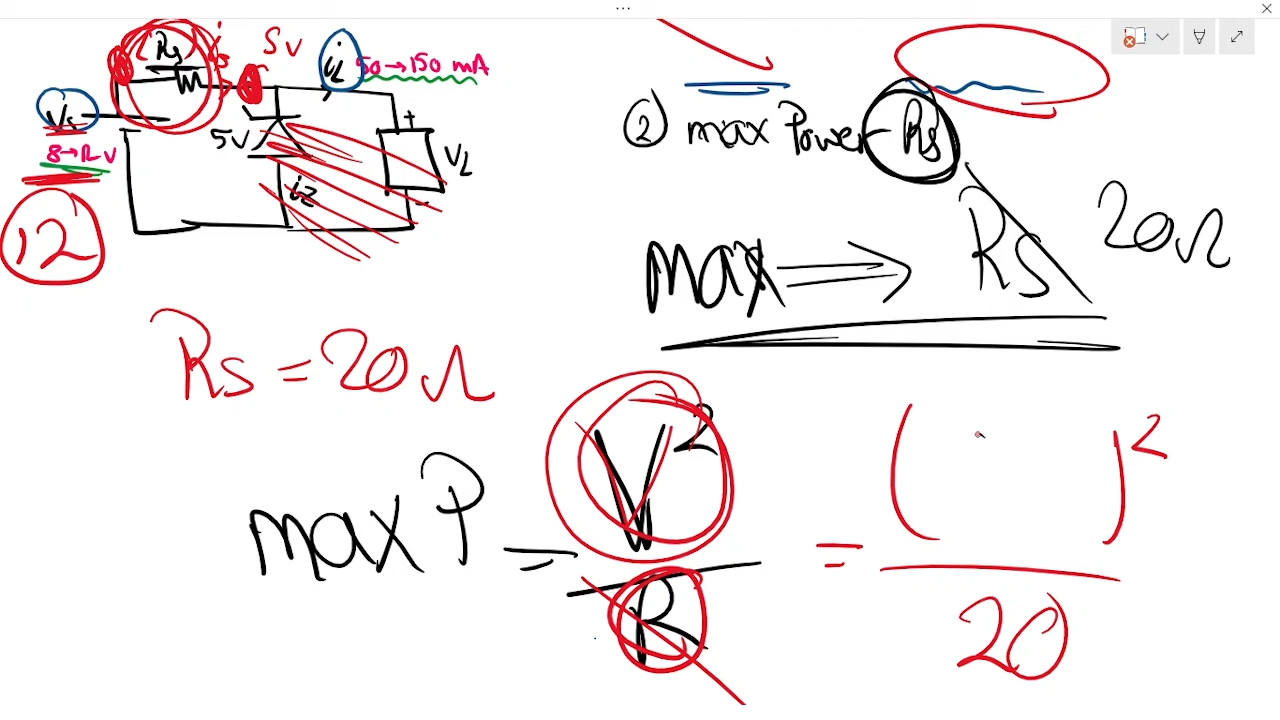 (Rs) is 5V iL 50→150 mA
Vs
8→12 V
5V
+
VL
-
iz
12
② max Power Rs
max ⇒ Rs 20Ω
Rs = 20Ω
max P = V² / R = ( )² / 20